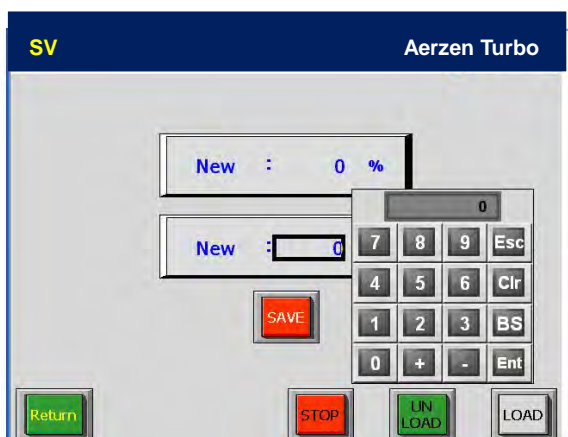 SV Aerzen Turbo
New : 0 %
New : 0
0
7 8 9 Esc
4 5 6 Clr
1 2 3 BS
0 + - Ent
SAVE
Return STOP UN LOAD LOAD